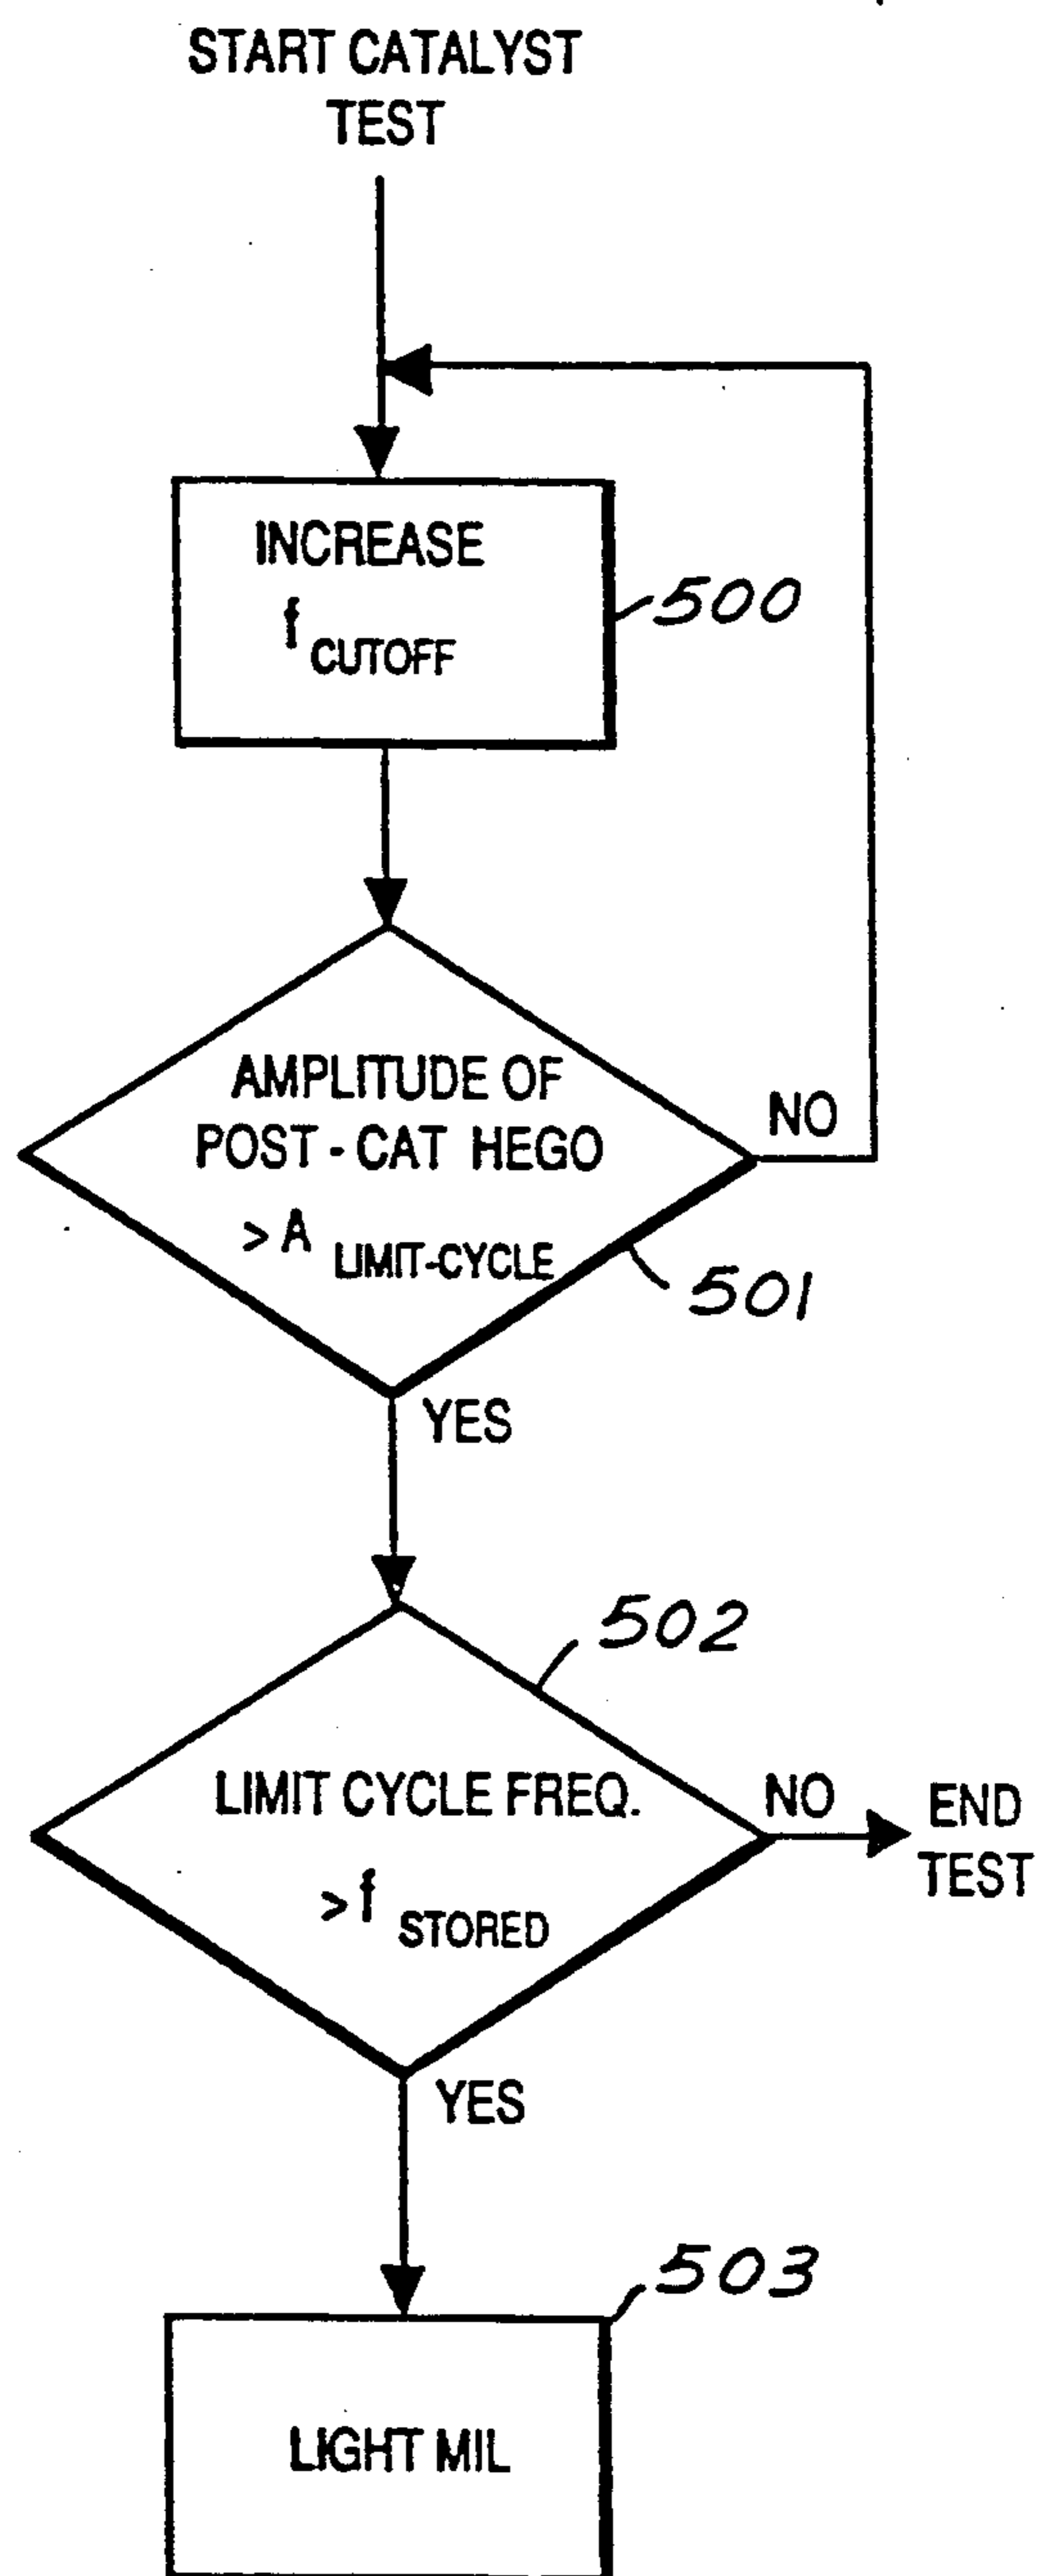 START CATALYST
TEST
INCREASE
f CUTOFF
500
AMPLITUDE OF
POST - CAT HEGO
> A LIMIT-CYCLE
NO
501
YES
502
LIMIT CYCLE FREQ.
> f STORED
NO
END
TEST
YES
503
LIGHT MIL